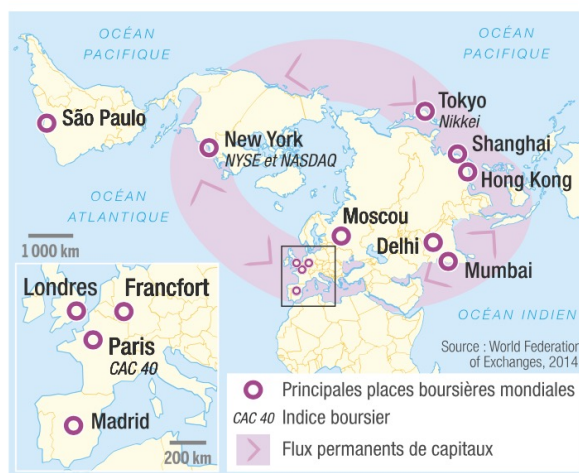 OCÉAN
PACIFIQUE
OCÉAN
PACIFIQUE
Tokyo
Nikkei
São Paulo
New York
NYSE et NASDAQ
Shanghai
Hong Kong
OCÉAN
ATLANTIQUE
Moscou
Delhi
Mumbai
1 000 km
OCÉAN INDIEN
Londres
Francfort
Paris
CAC 40
Madrid
200 km
Source : World Federation
of Exchanges, 2014
Principales places boursières mondiales
CAC 40 Indice boursier
Flux permanents de capitaux